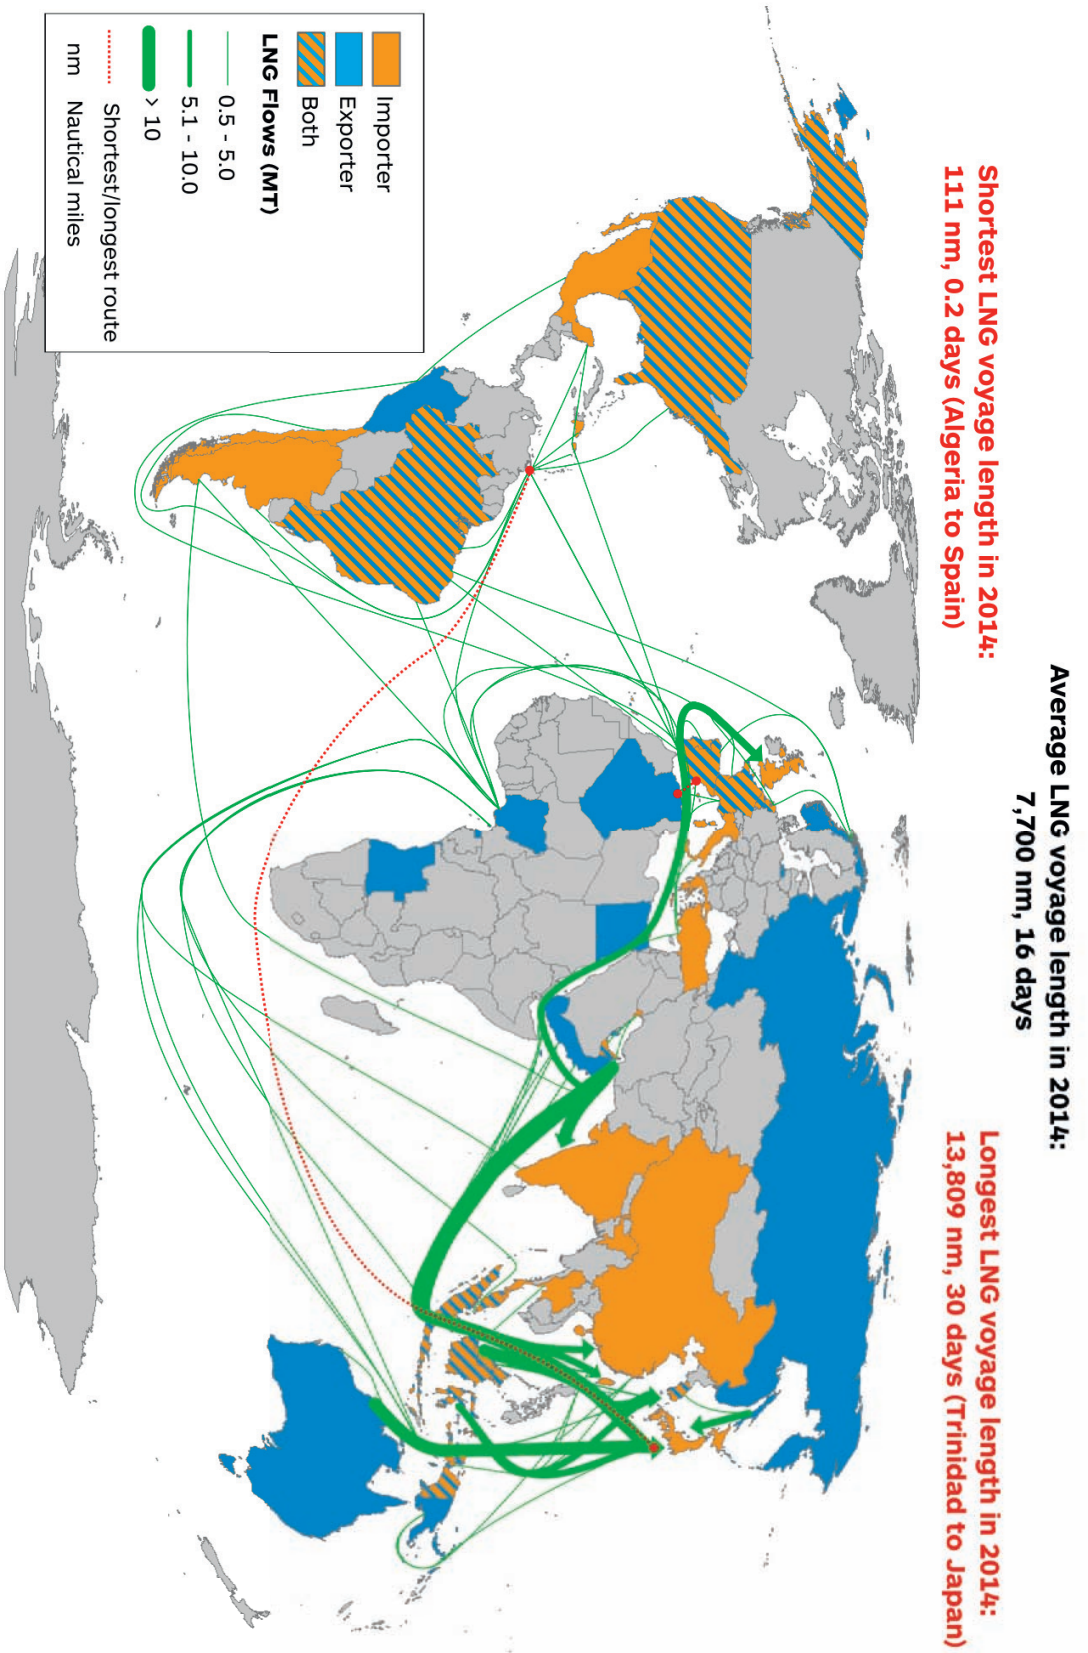 Average LNG voyage length in 2014:
7,700 nm, 16 days
Shortest LNG voyage length in 2014:
111 nm, 0.2 days (Algeria to Spain)
Longest LNG voyage length in 2014:
13,809 nm, 30 days (Trinidad to Japan)
Importer
Exporter
Both
LNG Flows (MT)
0.5 - 5.0
5.1 - 10.0
> 10
Shortest/longest route
nm Nautical miles